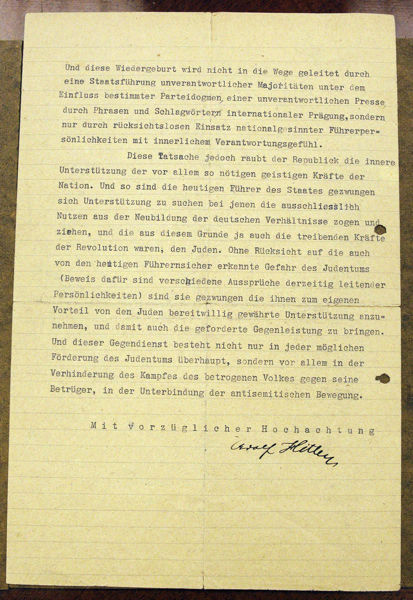 Und diese Wiedergeburt wird nicht in die Wege geleitet durch
eine Staatsführung unverantwortlicher Majoritäten unter dem
Einfluss bestimmter Parteidogmen, einer unverantwortlichen Presse
durch Phrasen und Schlagwörtern internationaler Prägung, sondern
nur durch rücksichtslosen Einsatz nationalgesinnter Führerper-
sönlichkeiten mit innerlichem Verantwortungsgefühl.
Diese Tatsache jedoch raubt der Republik die innere
Unterstützung der vor allem so nötigen geistigen Kräfte der
Nation. Und so sind die heutigen Führer des Staates gezwungen
sich Unterstützung zu suchen bei jenen die ausschliesslich
Nutzen aus der Neubildung der deutschen Verhältnisse zogen und
ziehen, und die aus diesem Grunde ja auch die treibenden Kräfte
der Revolution waren; den Juden. Ohne Rücksicht auf die auch
von den heutigen Führernsicher erkannte Gefahr des Judentums
(Beweis dafür sind verschiedene Aussprüche derzeitig leitender
Persönlichkeiten) sind sie gezwungen die ihnen zum eigenen
Vorteil von den Juden bereitwillig gewährte Unterstützung anzu-
nehmen, und damit auch die geforderte Gegenleistung zu bringen.
Und dieser Gegendienst besteht nicht nur in jeder möglichen
Förderung des Judentums überhaupt, sondern vor allem in der
Verhinderung des Kampfes des betrogenen Volkes gegen seine
Betrüger, in der Unterbindung der antisemitischen Bewegung.
Mit vorzüglicher Hochachtung
Adolf Hitler